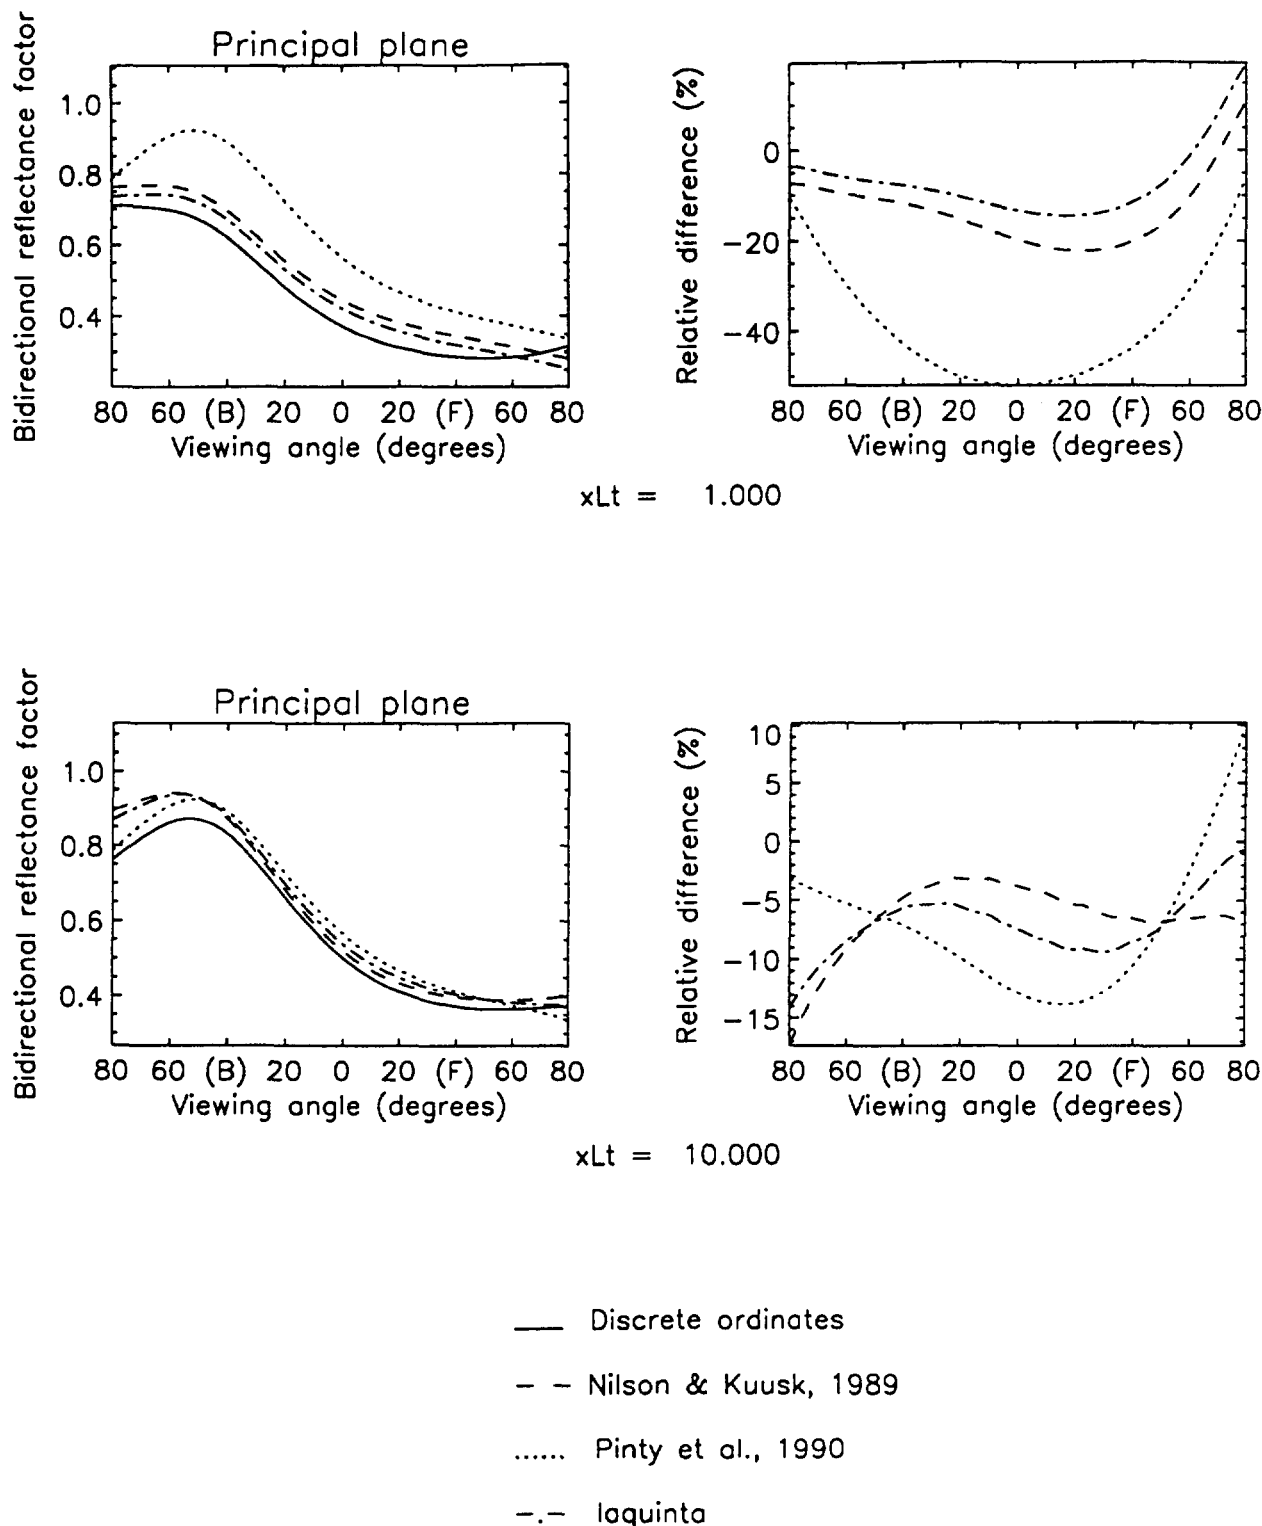 Principal plane
Bidirectional reflectance factor
1.0
0.8
0.6
0.4
80 60 (B) 20 0 (F) 60 80
Viewing angle (degrees)
Relative difference (%)
0
−20
−40
80 60 (B) 20 0 20 (F) 60 80
Viewing angle (degrees)
xLt = 1.000
Principal plane
Bidirectional reflectance factor
1.0
0.8
0.6
0.4
80 60 (B) 20 0 20 (F) 60 80
Viewing angle (degrees)
Relative difference (%)
10
5
0
−5
−10
−15
80 60 (B) 20 0 20 (F) 60 80
Viewing angle (degrees)
xLt = 10.000
Discrete ordinates
Nilson & Kuusk, 1989
Pinty et al., 1990
Iaquinta